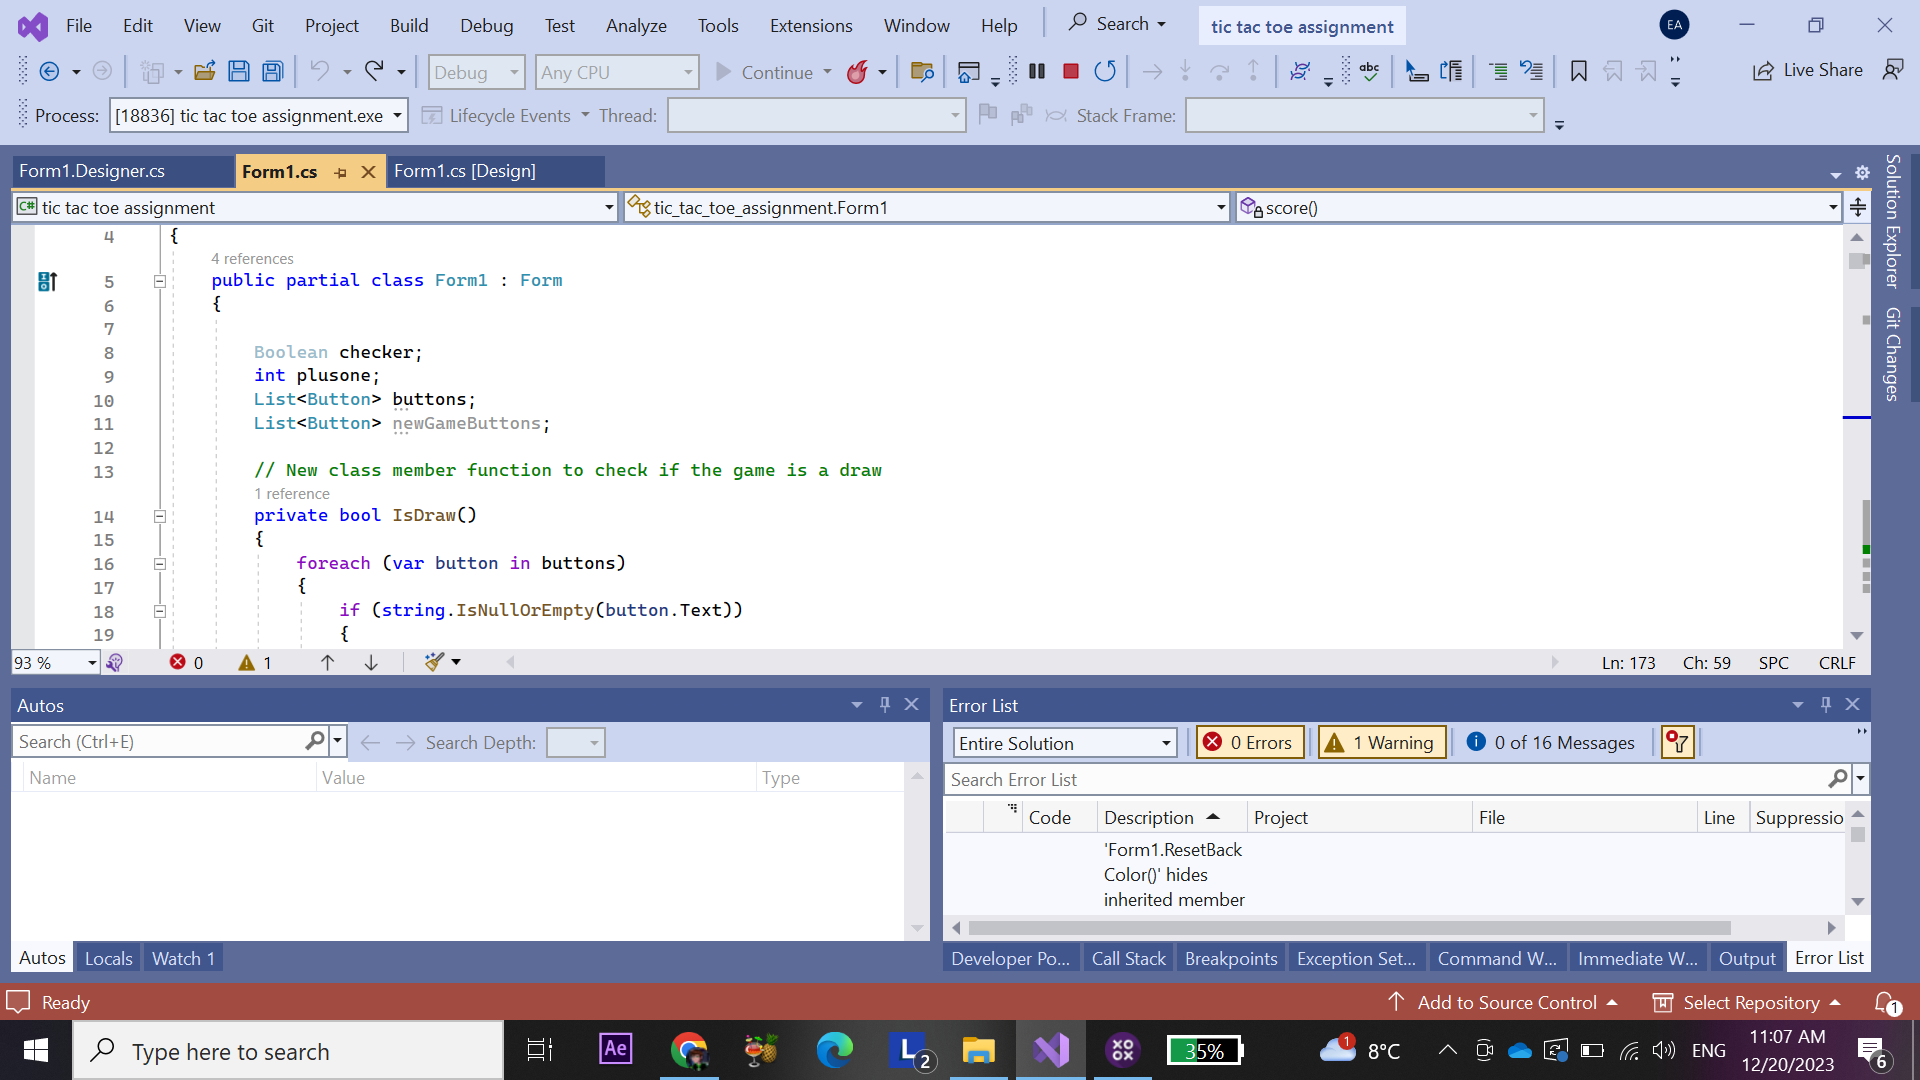 File Edit View Git Project Build Debug Test Analyze Tools Extensions Window Help Search tic tac toe assignment EA
Debug Any CPU Continue abc Live Share
Process: [18836] tic tac toe assignment.exe Lifecycle Events Thread: Stack Frame:
Form1.Designer.cs Form1.cs Form1.cs [Design]
C# tic tac toe assignment tic_tac_toe_assignment.Form1 score()
Solution Explorer
Git Changes
4 {
4 references
5 public partial class Form1 : Form
6 {
7
8 Boolean checker;
9 int plusone;
10 List<Button> buttons;
11 List<Button> newGameButtons;
12
13 // New class member function to check if the game is a draw
1 reference
14 private bool IsDraw()
15 {
16 foreach (var button in buttons)
17 {
18 if (string.IsNullOrEmpty(button.Text))
19 {
93 % 0 1 Ln: 173 Ch: 59 SPC CRLF
Autos
Search (Ctrl+E) Search Depth:
Name Value Type
Autos Locals Watch 1
Error List
Entire Solution 0 Errors 1 Warning 0 of 16 Messages
Search Error List
Code Description Project File Line Suppressio
'Form1.ResetBack
Color()' hides
inherited member
Developer Po... Call Stack Breakpoints Exception Set... Command W... Immediate W... Output Error List
Ready Add to Source Control Select Repository 1
Type here to search Ae L 2 XO OX 35% 1 8°C ENG 11:07 AM
12/20/2023 6